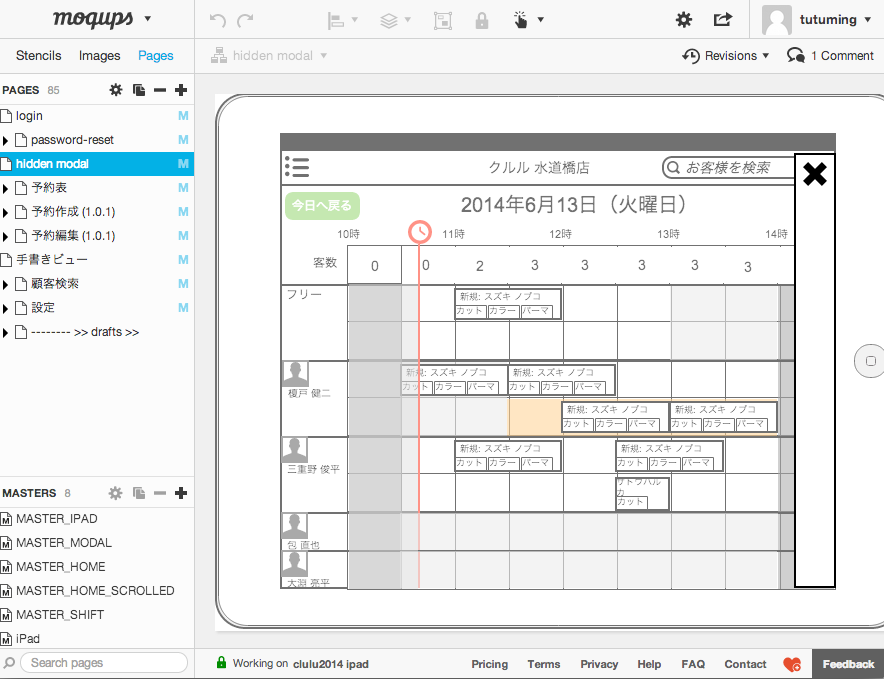 moqups
tutuming
Stencils Images Pages
hidden modal
Revisions
1 Comment
PAGES 85
login M
password-reset M
hidden modal M
予約表 M
予約作成 (1.0.1) M
予約編集 (1.0.1) M
手書きビュー M
顧客検索 M
設定 M
-------- >> drafts >>
MASTERS 8
MASTER_IPAD
MASTER_MODAL
MASTER_HOME
MASTER_HOME_SCROLLED
MASTER_SHIFT
iPad
Search pages
クルル 水道橋店
お客様を検索
今日へ戻る
2014年6月13日（火曜日）
10時 11時 12時 13時 14時
客数 0 0 2 3 3 3 3 3
フリー
新規: スズキ ノブコ
カット カラー パーマ
新規: スズキ ノブコ 新規: スズキ ノブコ
カット カラー パーマ カット カラー パーマ
榎戸 健二
新規: スズキ ノブコ 新規: スズキ ノブコ
カット カラー パーマ カット カラー パーマ
新規: スズキ ノブコ 新規: スズキ ノブコ
カット カラー パーマ カット カラー パーマ
三重野 俊平
サトウハル
カ
カット
包 直也
大淵 亮平
Working on clulu2014 ipad
Pricing Terms Privacy Help FAQ Contact Feedback